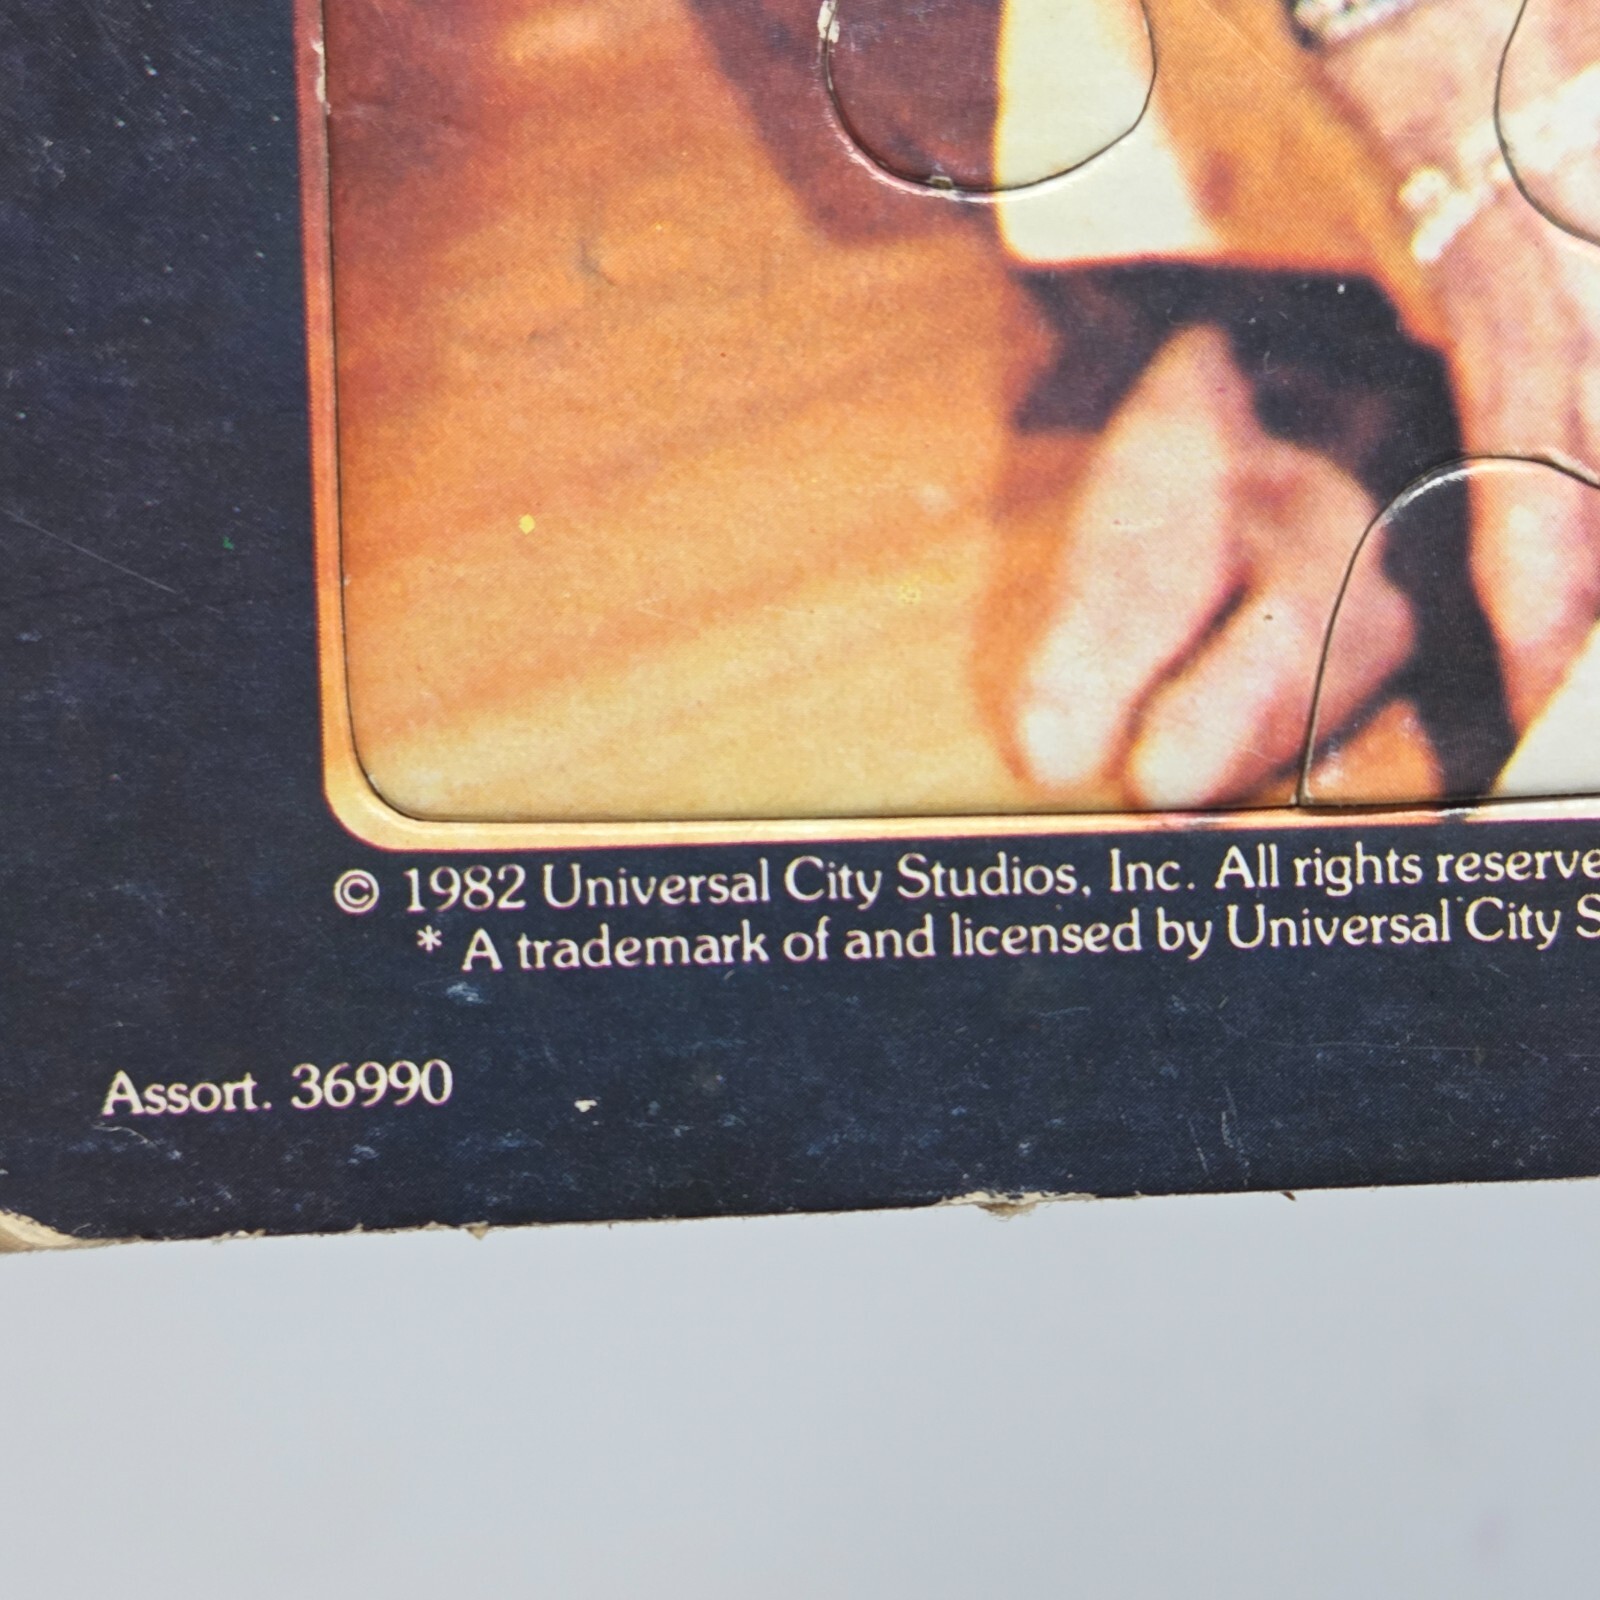 © 1982 Universal City Studios, Inc. All rights reserve
* A trademark of and licensed by Universal City S
Assort. 36990